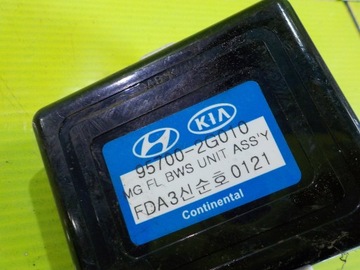 KIA
95700-2G010
MG FL BWS UNIT ASS'Y
FDA3신순호0121
Continental